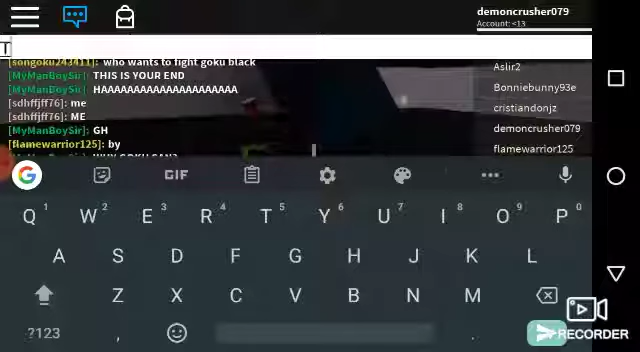 demoncrusher079
Account: <13
T
[songoku243411]: who wants to fight goku black
[MyManBoySir]: THIS IS YOUR END
[MyManBoySir]: HAAAAAAAAAAAAAAAAAAAAA
[sdhffjff76]: me
[sdhffjff76]: ME
[MyManBoySir]: GH
[flamewarrior125]: by
Aslir2
Bonniebunny93e
cristiandonjz
demoncrusher079
flamewarrior125
G GIF
Q 1 W 2 E 3 R 4 T 5 Y 6 U 7 I 8 O 9 P 0
A S D F G H J K L
Z X C V B N M
?123 , .
RECORDER